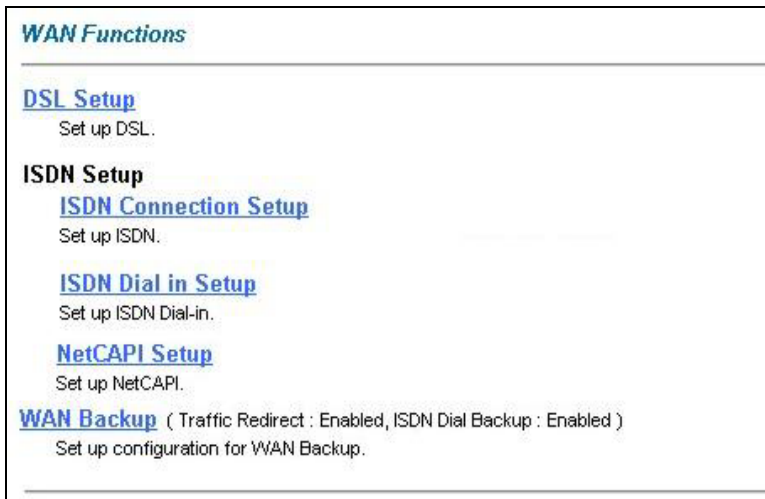 WAN Functions
DSL Setup
Set up DSL.
ISDN Setup
ISDN Connection Setup
Set up ISDN.
ISDN Dial in Setup
Set up ISDN Dial-in.
NetCAPI Setup
Set up NetCAPI.
WAN Backup ( Traffic Redirect : Enabled, ISDN Dial Backup : Enabled )
Set up configuration for WAN Backup.